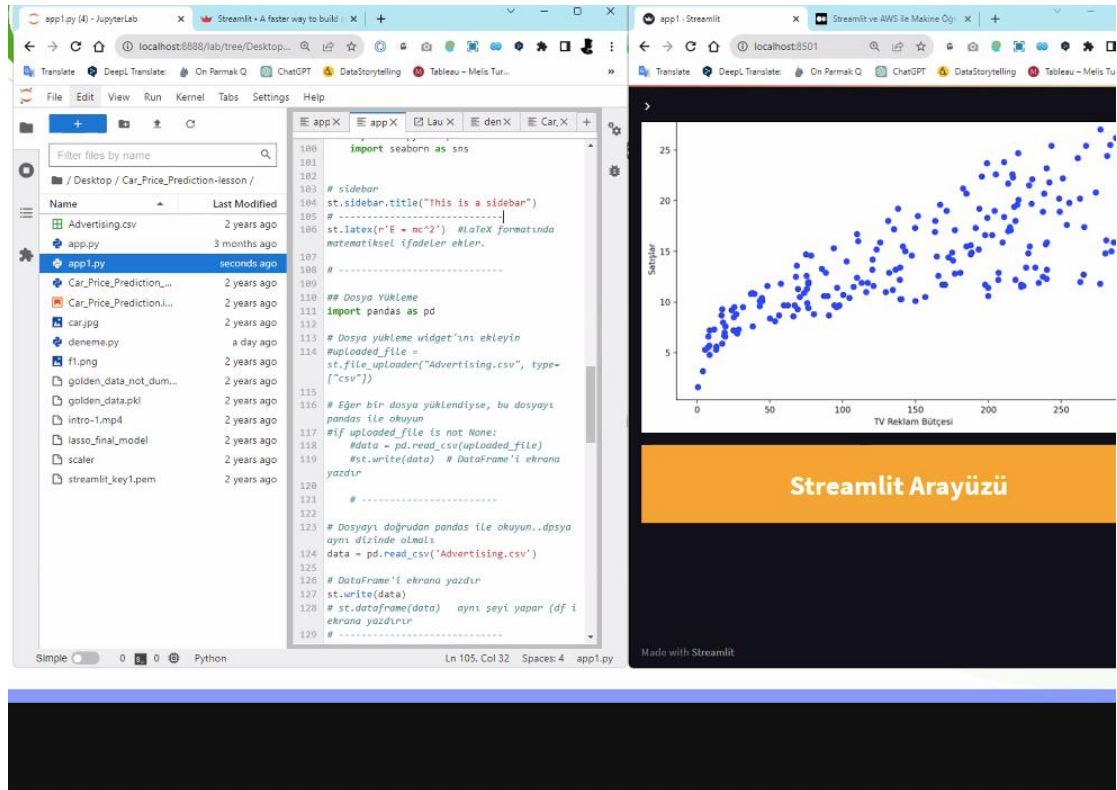 app1.py (4) - JupyterLab
Streamlit • A faster way to build
localhost:8888/lab/tree/Desktop...
Translate
DeepL Translate:
On Parmak Q
ChatGPT
DataStorytelling
Tableau – Melis Tur...
File Edit View Run Kernel Tabs Settings Help
Filter files by name
/ Desktop / Car_Price_Prediction-lesson /
Name Last Modified
Advertising.csv 2 years ago
app.py 3 months ago
app1.py seconds ago
Car_Price_Prediction_... 2 years ago
Car_Price_Prediction.i... 2 years ago
car.jpg 2 years ago
deneme.py a day ago
f1.png 2 years ago
golden_data_not_dum... 2 years ago
golden_data.pkl 2 years ago
intro-1.mp4 2 years ago
lasso_final_model 2 years ago
scaler 2 years ago
streamlit_key1.pem 2 years ago
app app Lau den Car_
100 import seaborn as sns
101
102
103 # sidebar
104 st.sidebar.title("This is a sidebar")
105 # -----------------------------
106 st.latex(r'E = mc^2') #LaTeX formatında
matematiksel ifadeler ekler.
107
108 # -----------------------------
109
110 ## Dosya Yükleme
111 import pandas as pd
112
113 # Dosya yükleme widget'ını ekleyin
114 #uploaded_file =
st.file_uploader("Advertising.csv", type=
["csv"])
115
116 # Eğer bir dosya yüklendiyse, bu dosyayı
pandas ile okuyun
117 #if uploaded_file is not None:
118 #data = pd.read_csv(uploaded_file)
119 #st.write(data) # DataFrame'i ekrana
yazdır
120
121 # ------------------------
122
123 # Dosyayı doğrudan pandas ile okuyun..dpsya
aynı dizinde olmalı
124 data = pd.read_csv('Advertising.csv')
125
126 # DataFrame'i ekrana yazdır
127 st.write(data)
128 # st.dataframe(data) aynı şeyi yapar (df i
ekrana yazdırır
129 # -----------------------------
Simple 0 0 Python
Ln 105, Col 32 Spaces: 4 app1.py
app1 · Streamlit
Streamlit ve AWS ile Makine Öğ
localhost:8501
Translate
DeepL Translate:
On Parmak Q
ChatGPT
DataStorytelling
Tableau – Melis Tu
25
20
15
10
5
Satışlar
0 50 100 150 200 250
TV Reklam Bütçesi
Streamlit Arayüzü
Made with Streamlit